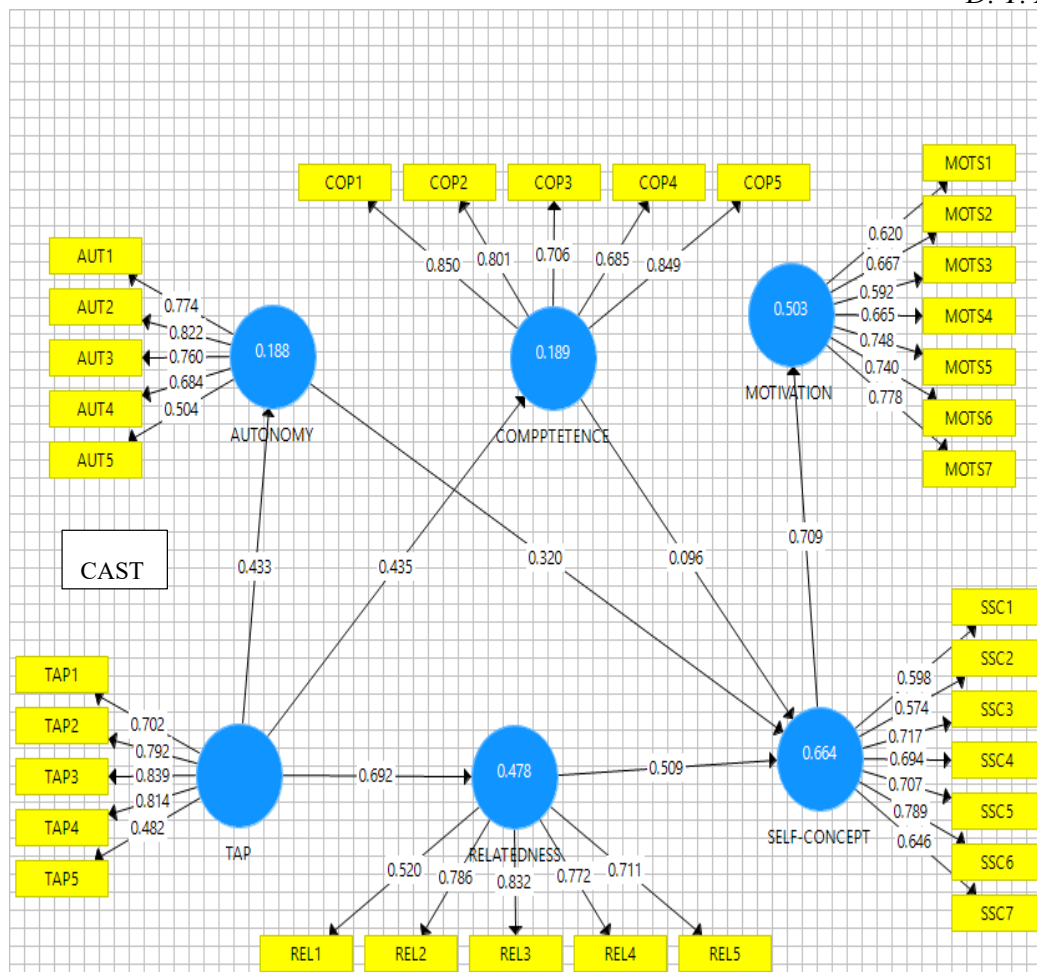 D. T.
COP1 COP2 COP3 COP4 COP5
0.850 0.801 0.706 0.685 0.849
0.189
COMPPTETENCE
MOTS1
MOTS2
MOTS3
MOTS4
MOTS5
MOTS6
MOTS7
0.620
0.667
0.592
0.665
0.748
0.740
0.778
0.503
MOTIVATION
AUT1
AUT2
AUT3
AUT4
AUT5
0.774
0.822
0.760
0.684
0.504
0.188
AUTONOMY
CAST
0.433
0.435
0.320
0.096
0.709
TAP1
TAP2
TAP3
TAP4
TAP5
0.702
0.792
0.839
0.814
0.482
TAP
0.692
0.478
RELATEDNESS
0.509
0.520 0.786 0.832 0.772 0.711
REL1 REL2 REL3 REL4 REL5
0.664
SELF-CONCEPT
0.598
0.574
0.717
0.694
0.707
0.789
0.646
SSC1
SSC2
SSC3
SSC4
SSC5
SSC6
SSC7